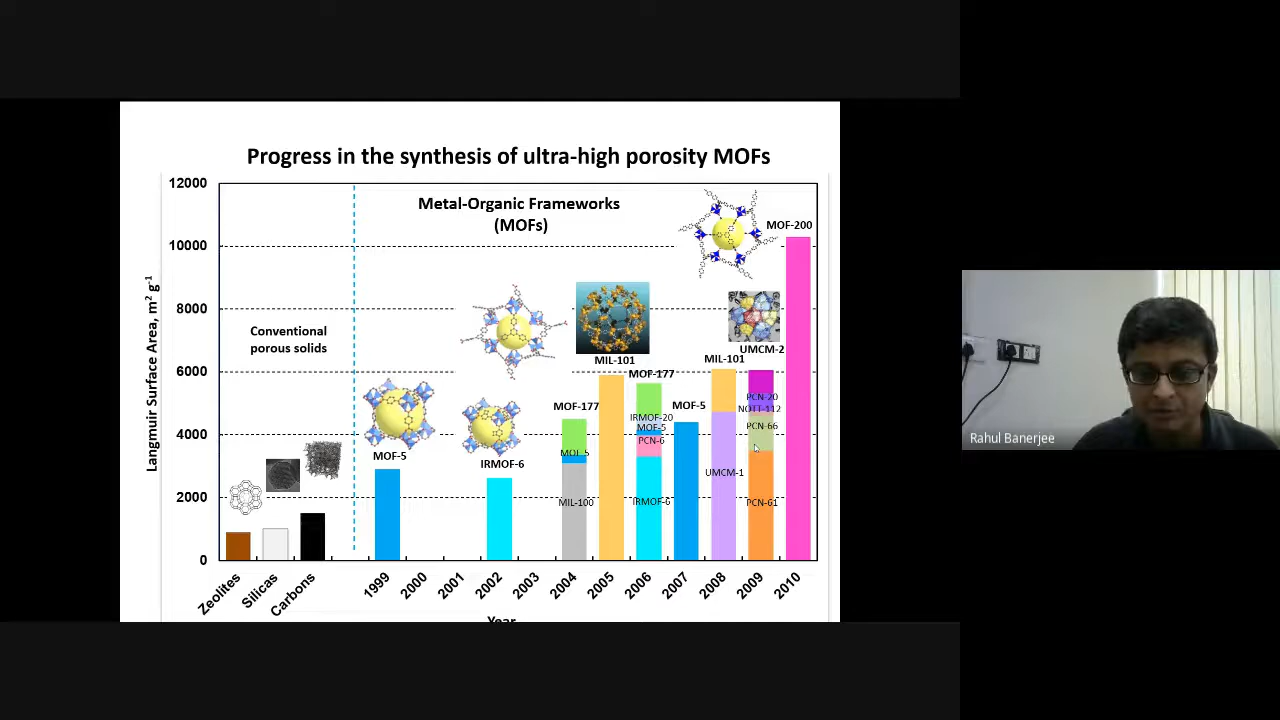 Progress in the synthesis of ultra-high porosity MOFs
12000
10000
8000
6000
4000
2000
0
Langmuir Surface Area, m² g⁻¹
Metal-Organic Frameworks
(MOFs)
Conventional
porous solids
MOF-5
IRMOF-6
MOF-177
MOF-5
MIL-100
MIL-101
MOF-177
IRMOF-20
MOF-5
PCN-6
IRMOF-6
MOF-5
MIL-101
UMCM-1
UMCM-2
PCN-20
NOTT-112
PCN-66
PCN-61
MOF-200
Zeolites
Silicas
Carbons
1999
2000
2001
2002
2003
2004
2005
2006
2007
2008
2009
2010
Year
Rahul Banerjee